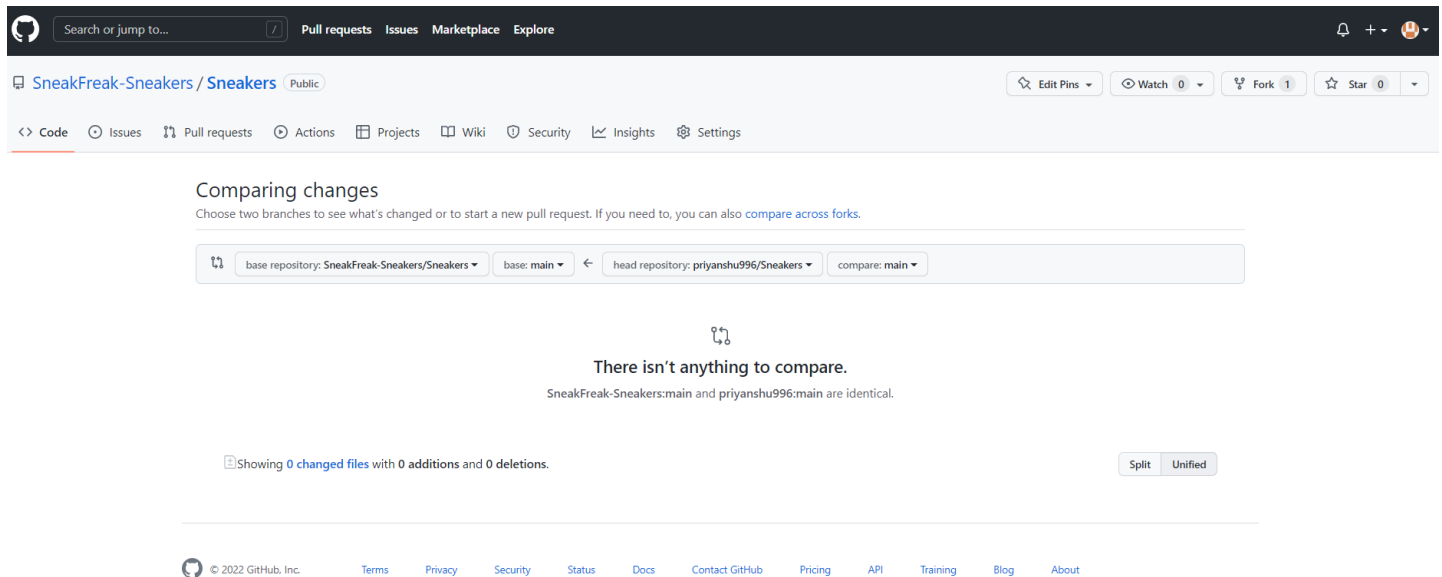 Search or jump to... / Pull requests Issues Marketplace Explore
SneakFreak-Sneakers / Sneakers Public Edit Pins Watch 0 Fork 1 Star 0
Code Issues Pull requests Actions Projects Wiki Security Insights Settings
Comparing changes
Choose two branches to see what's changed or to start a new pull request. If you need to, you can also compare across forks.
base repository: SneakFreak-Sneakers/Sneakers base: main head repository: priyanshu996/Sneakers compare: main
There isn't anything to compare.
SneakFreak-Sneakers:main and priyanshu996:main are identical.
Showing 0 changed files with 0 additions and 0 deletions. Split Unified
© 2022 GitHub, Inc. Terms Privacy Security Status Docs Contact GitHub Pricing API Training Blog About